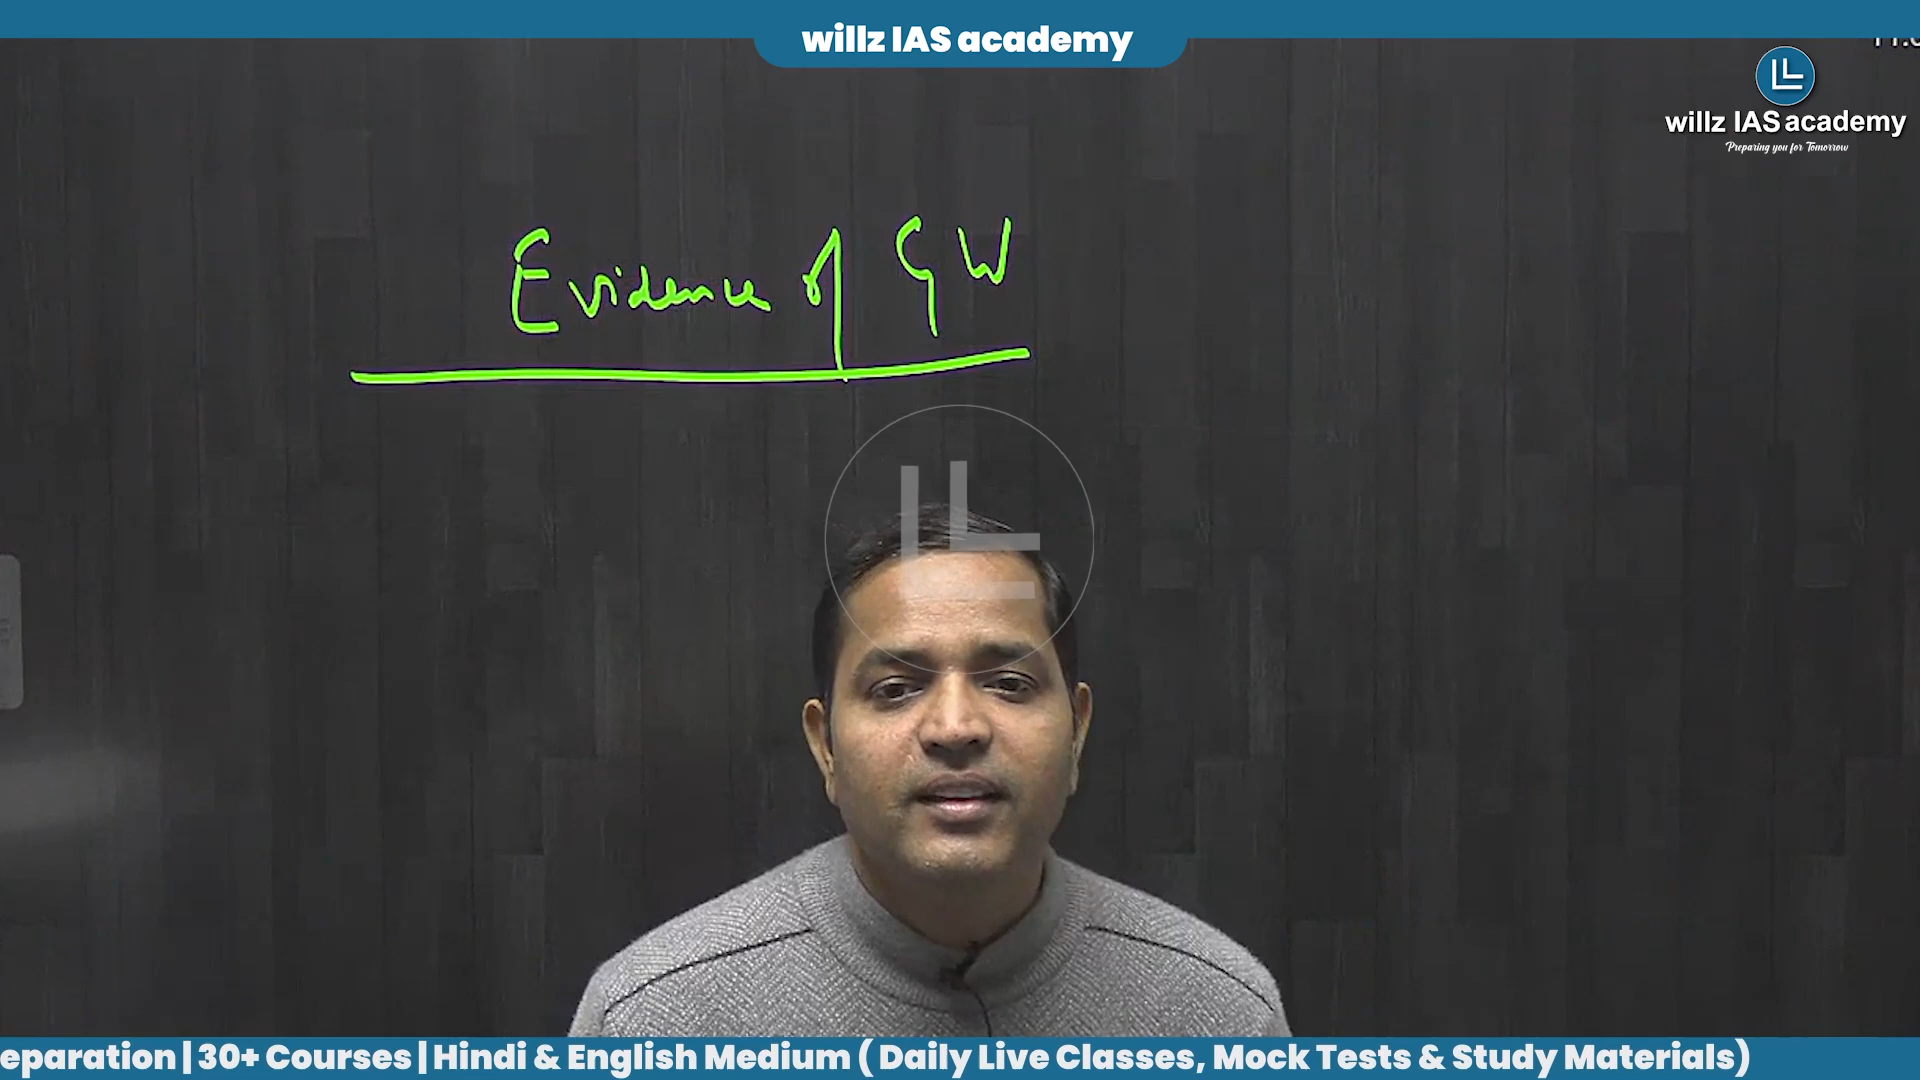 willz IAS academy
willz IAS academy
Preparing you for Tomorrow
Evidence of GW
eparation | 30+ Courses | Hindi & English Medium ( Daily Live Classes, Mock Tests & Study Materials)